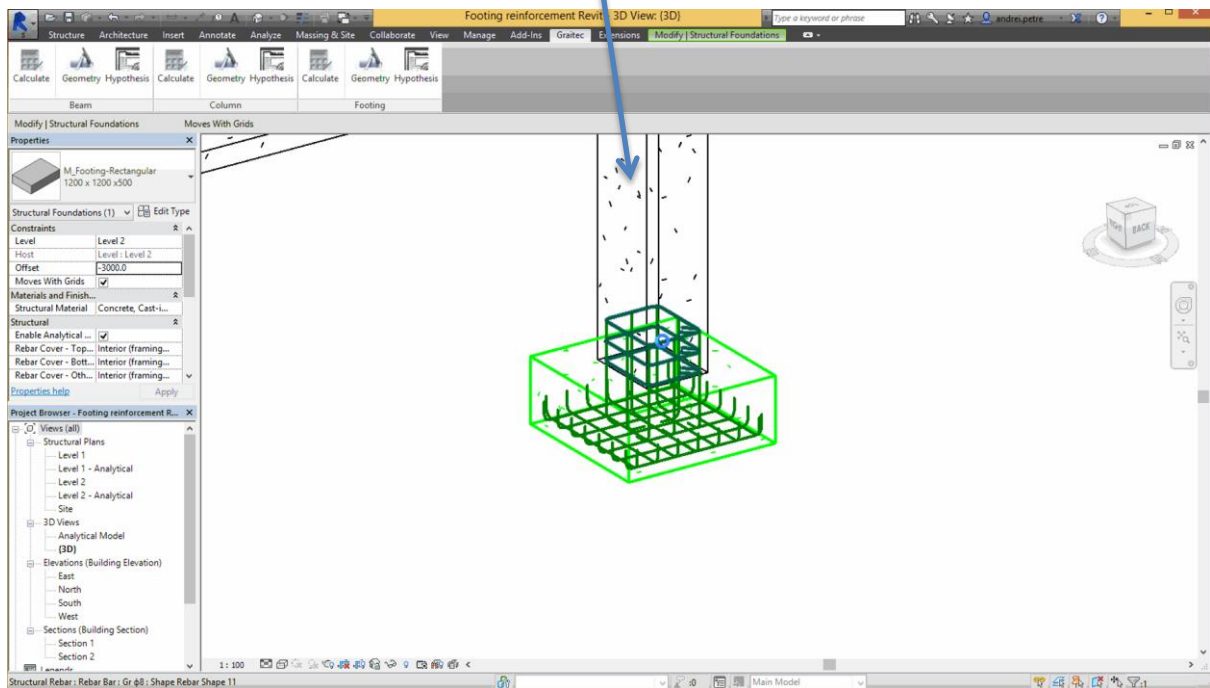 Footing reinforcement Revit 3D View: {3D}
Type a keyword or phrase
andrei.petre
Structure Architecture Insert Annotate Analyze Massing & Site Collaborate View Manage Add-Ins Graitec Extensions Modify | Structural Foundations
Calculate Geometry Hypothesis Calculate Geometry Hypothesis Calculate Geometry Hypothesis
Beam Column Footing
Modify | Structural Foundations Moves With Grids
Properties
M_Footing-Rectangular
1200 x 1200 x500
Structural Foundations (1) Edit Type
Constraints
Level Level 2
Host Level : Level 2
Offset -3000.0
Moves With Grids
Materials and Finish...
Structural Material Concrete, Cast-i...
Structural
Enable Analytical ...
Rebar Cover - Top... Interior (framing...
Rebar Cover - Bott... Interior (framing...
Rebar Cover - Oth... Interior (framing...
Properties help Apply
Project Browser - Footing reinforcement R...
Views (all)
Structural Plans
Level 1
Level 1 - Analytical
Level 2
Level 2 - Analytical
Site
3D Views
Analytical Model
{3D}
Elevations (Building Elevation)
East
North
South
West
Sections (Building Section)
Section 1
Section 2
Legends
BACK
1 : 100
Structural Rebar : Rebar Bar : Gr ϕ8 : Shape Rebar Shape 11
:0 Main Model :1